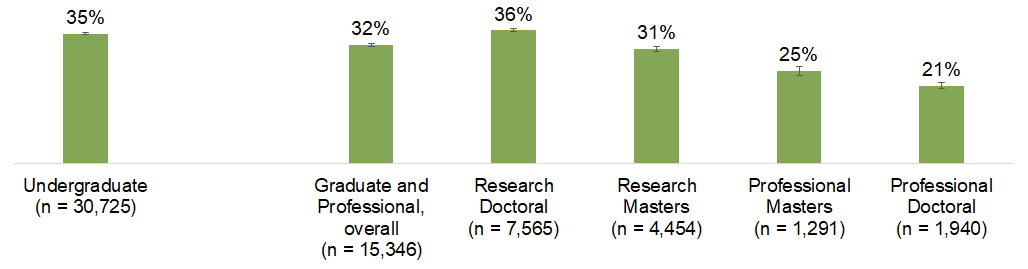 35%
32%
36%
31%
25%
21%
Undergraduate
(n = 30,725)
Graduate and
Professional,
overall
(n = 15,346)
Research
Doctoral
(n = 7,565)
Research
Masters
(n = 4,454)
Professional
Masters
(n = 1,291)
Professional
Doctoral
(n = 1,940)